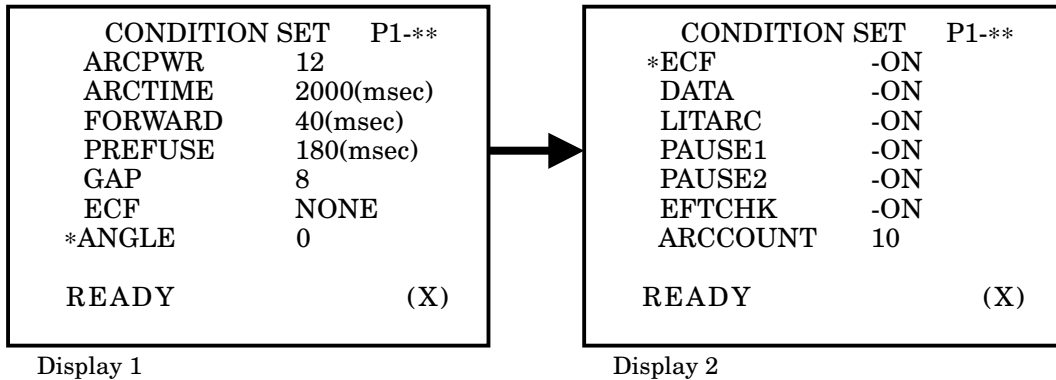 CONDITION SET P1-**
ARCPWR 12
ARCTIME 2000(msec)
FORWARD 40(msec)
PREFUSE 180(msec)
GAP 8
ECF NONE
*ANGLE 0
READY (X)
Display 1
CONDITION SET P1-**
*ECF -ON
DATA -ON
LITARC -ON
PAUSE1 -ON
PAUSE2 -ON
EFTCHK -ON
ARCCOUNT 10
READY (X)
Display 2